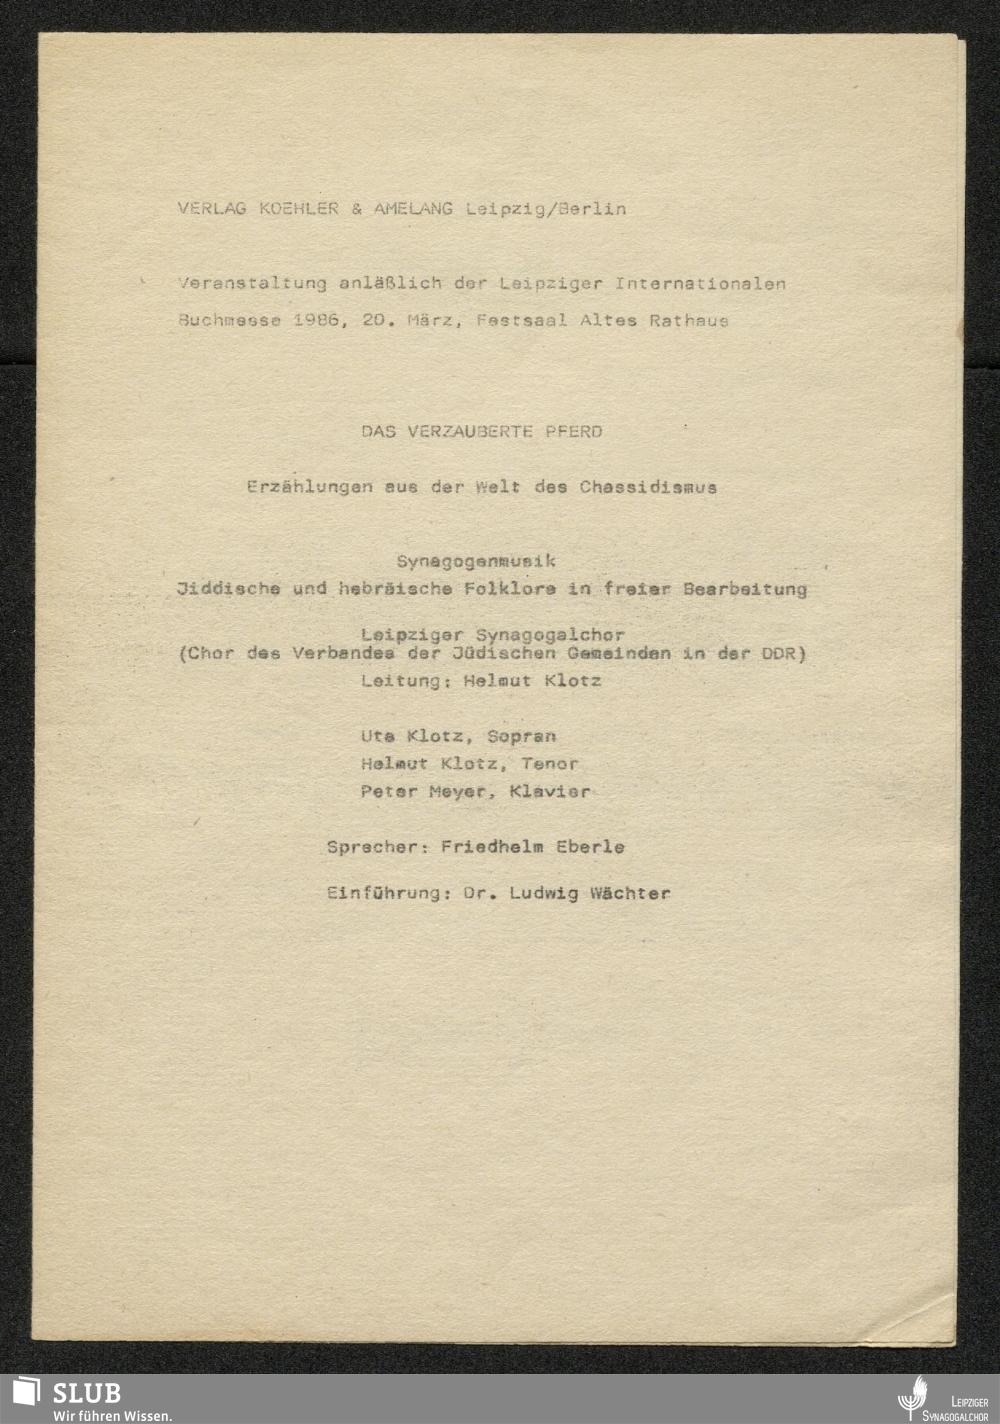 VERLAG KOEHLER & AMELANG Leipzig/Berlin
Veranstaltung anläßlich der Leipziger Internationalen
Buchmesse 1986, 20. März, Festsaal Altes Rathaus
DAS VERZAUBERTE PFERD
Erzählungen aus der Welt des Chassidismus
Synagogenmusik
Jiddische und hebräische Folklore in freier Bearbeitung
Leipziger Synagogalchor
(Chor des Verbandes der Jüdischen Gemeinden in der DDR)
Leitung: Helmut Klotz
Ute Klotz, Sopran
Helmut Klotz, Tenor
Peter Meyer, Klavier
Sprecher: Friedhelm Eberle
Einführung: Dr. Ludwig Wächter
SLUB
Wir führen Wissen.
LEIPZIGER
SYNAGOGALCHOR